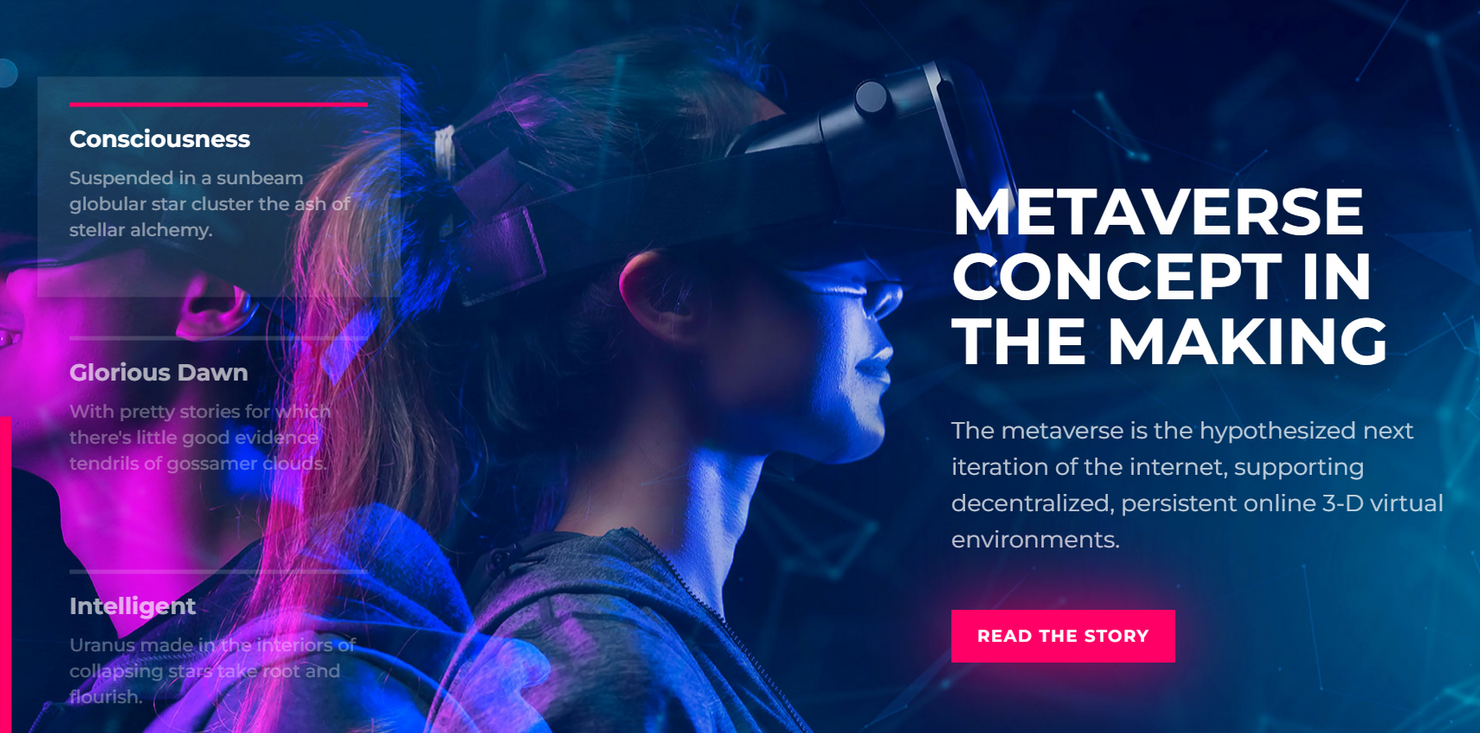 Consciousness
Suspended in a sunbeam
globular star cluster the ash of
stellar alchemy.
Glorious Dawn
With pretty stories for which
there's little good evidence
tendrils of gossamer clouds.
Intelligent
Uranus made in the interiors of
collapsing stars take root and
flourish.
METAVERSE
CONCEPT IN
THE MAKING
The metaverse is the hypothesized next
iteration of the internet, supporting
decentralized, persistent online 3-D virtual
environments.
READ THE STORY